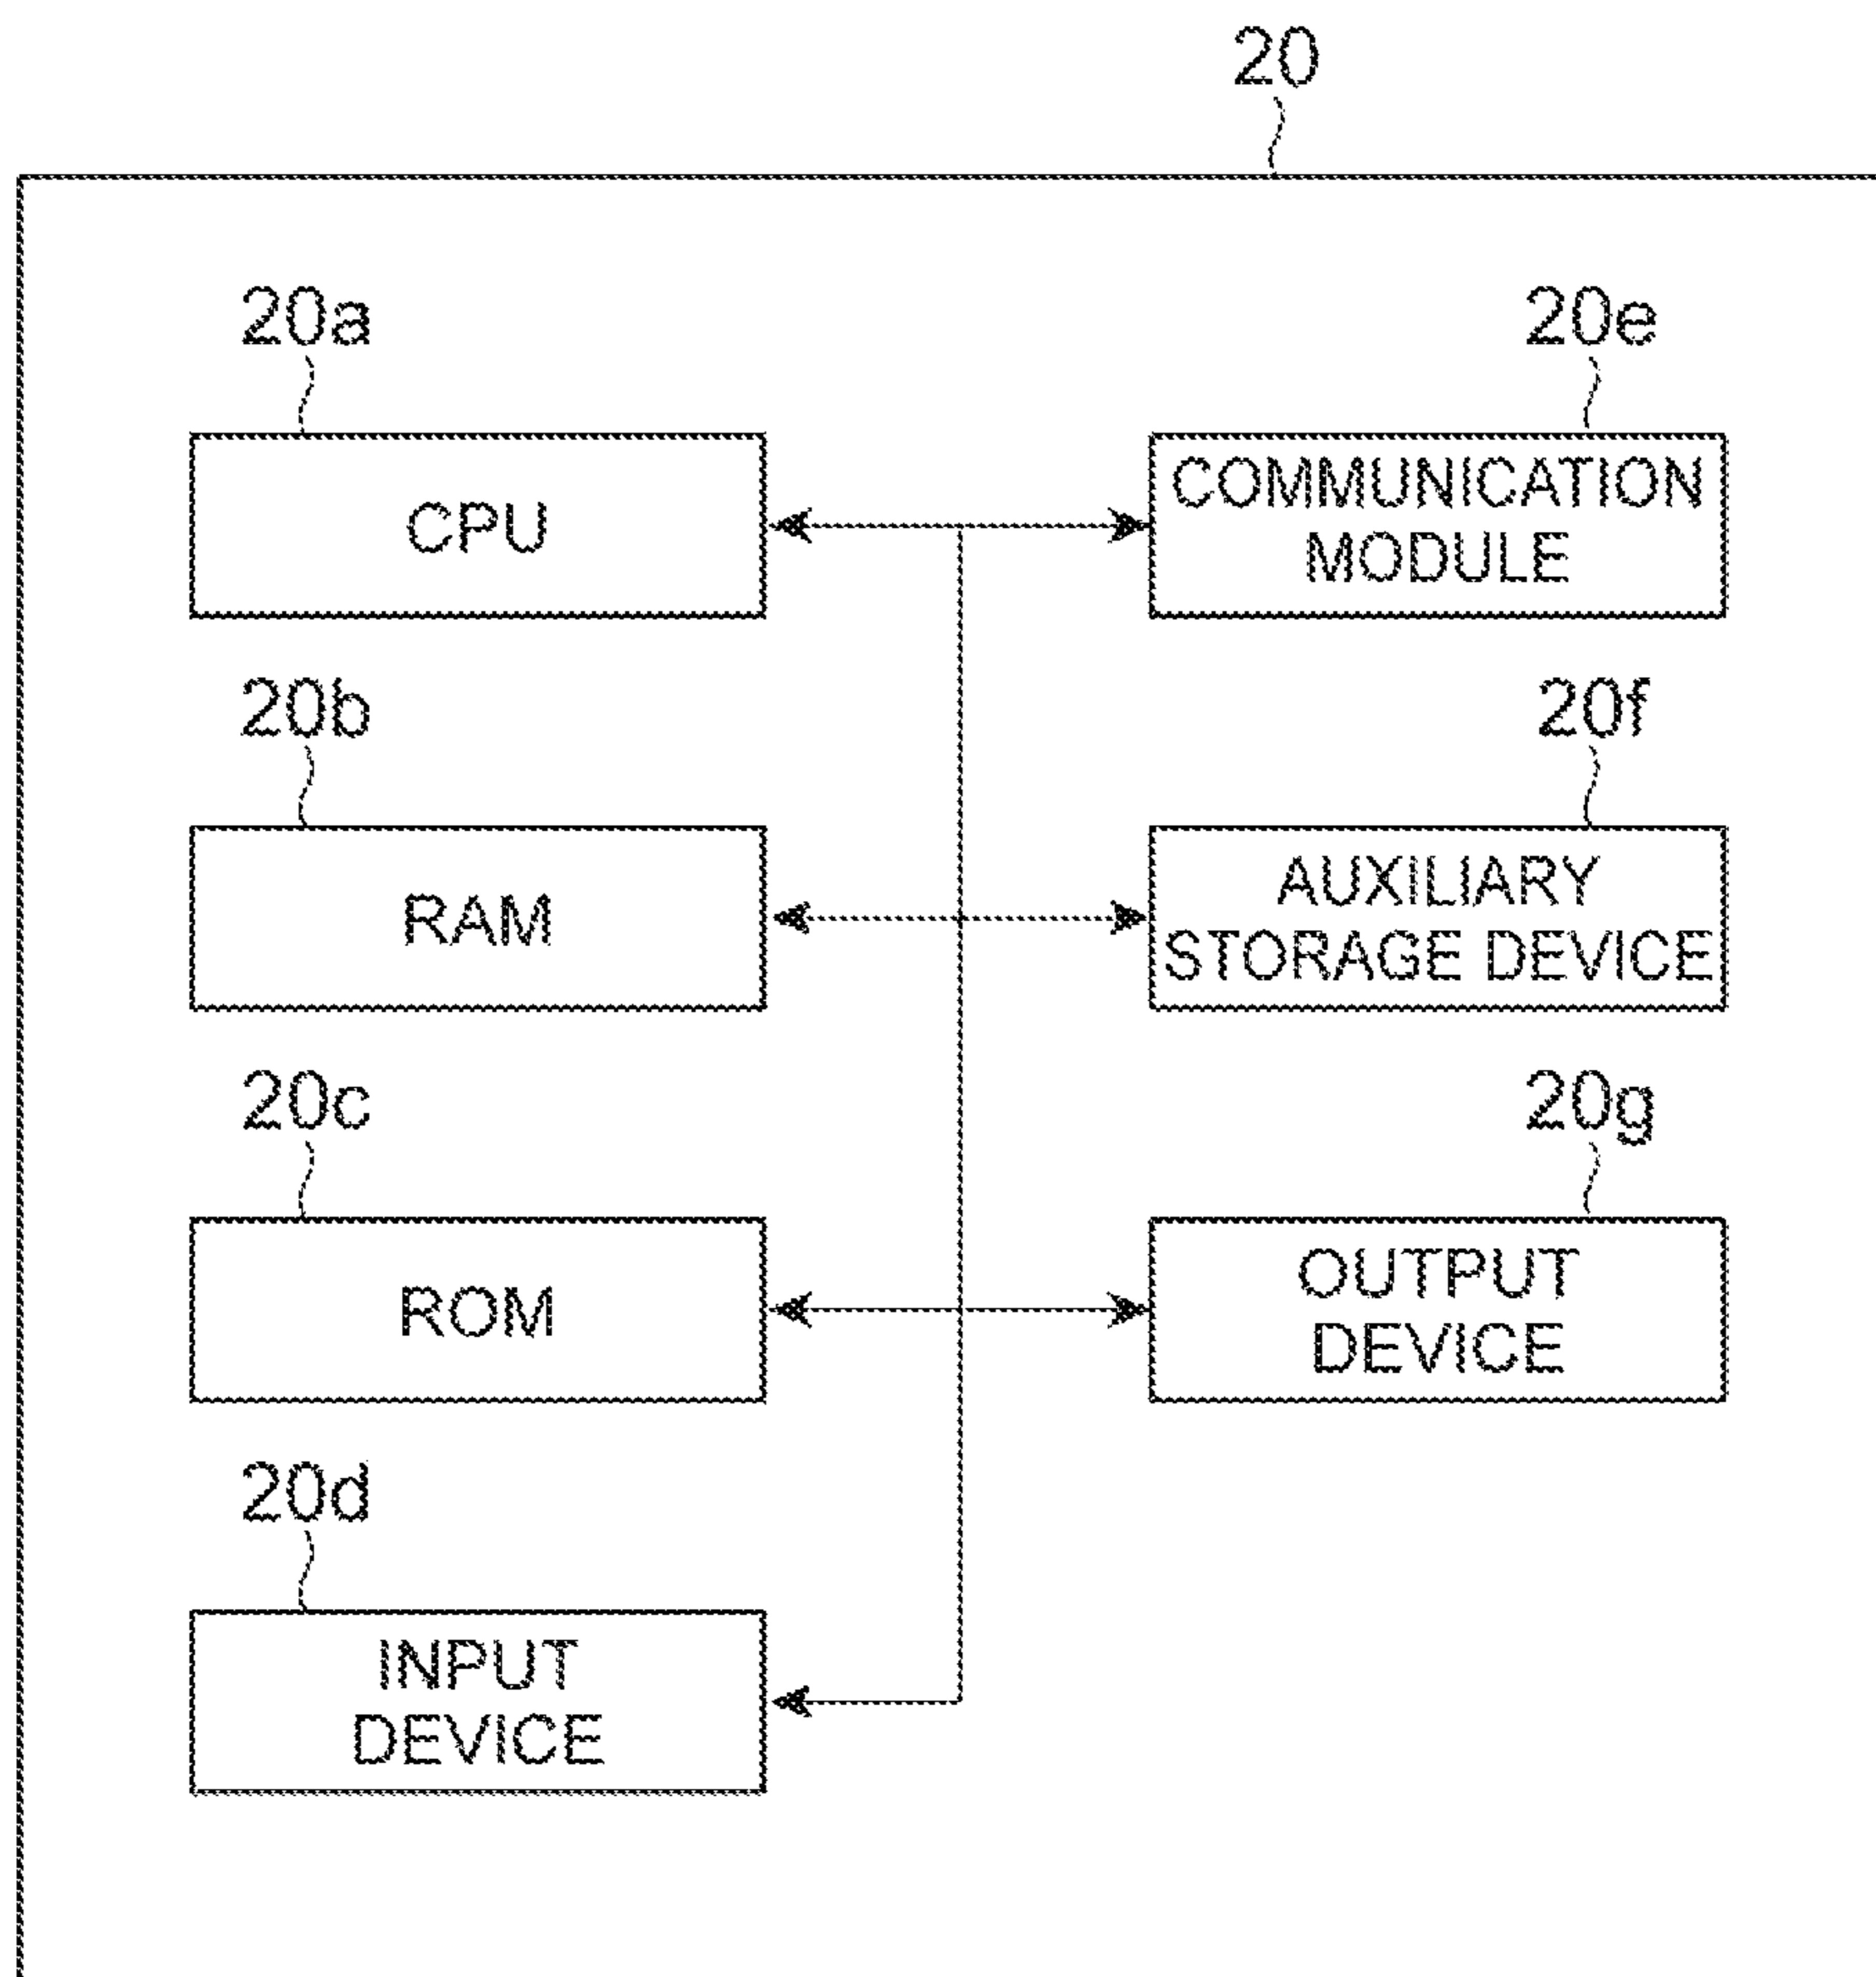 20
20a
CPU
20e
COMMUNICATION
MODULE
20b
RAM
20f
AUXILIARY
STORAGE DEVICE
20c
ROM
20g
OUTPUT
DEVICE
20d
INPUT
DEVICE